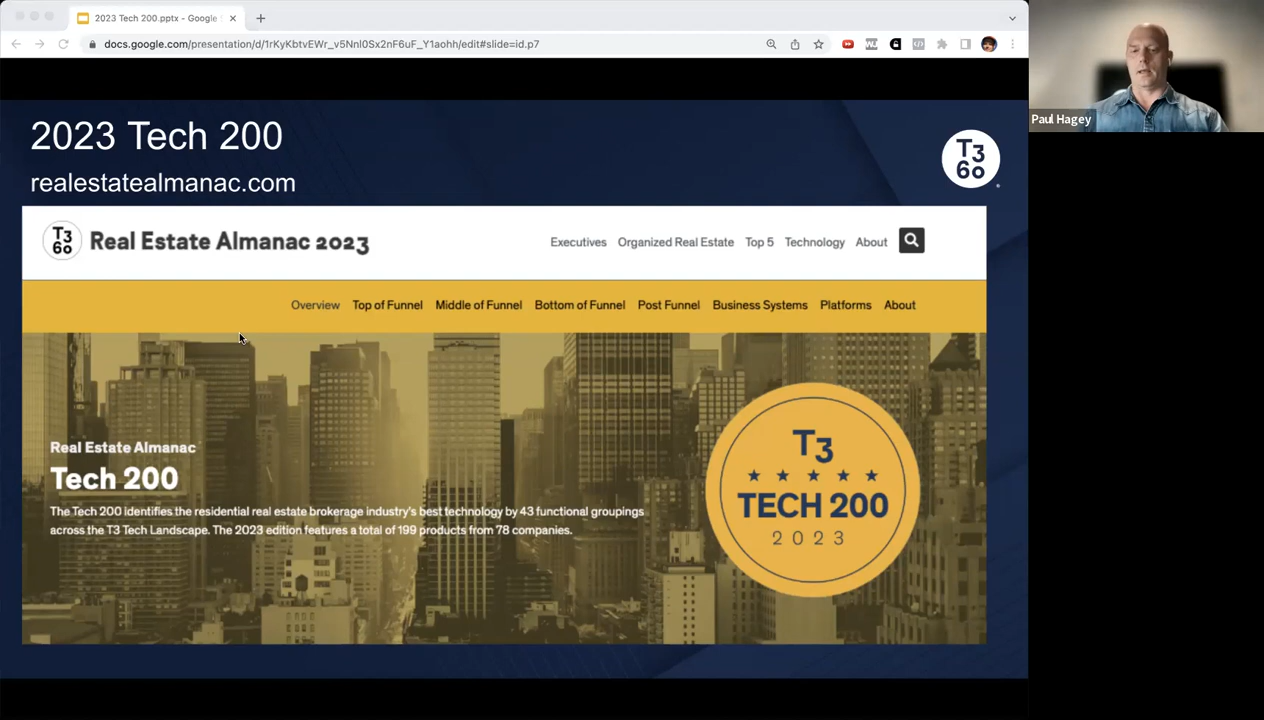 2023 Tech 200.pptx - Google
docs.google.com/presentation/d/1rKyKbtvEWr_v5Nnl0Sx2nF6uF_Y1aohh/edit#slide=id.p7
Paul Hagey
2023 Tech 200
realestatealmanac.com
T3
60
T3
60
Real Estate Almanac 2023
Executives Organized Real Estate Top 5 Technology About
Overview Top of Funnel Middle of Funnel Bottom of Funnel Post Funnel Business Systems Platforms About
Real Estate Almanac
Tech 200
The Tech 200 identifies the residential real estate brokerage industry's best technology by 43 functional groupings
across the T3 Tech Landscape. The 2023 edition features a total of 199 products from 78 companies.
T3
TECH 200
2023